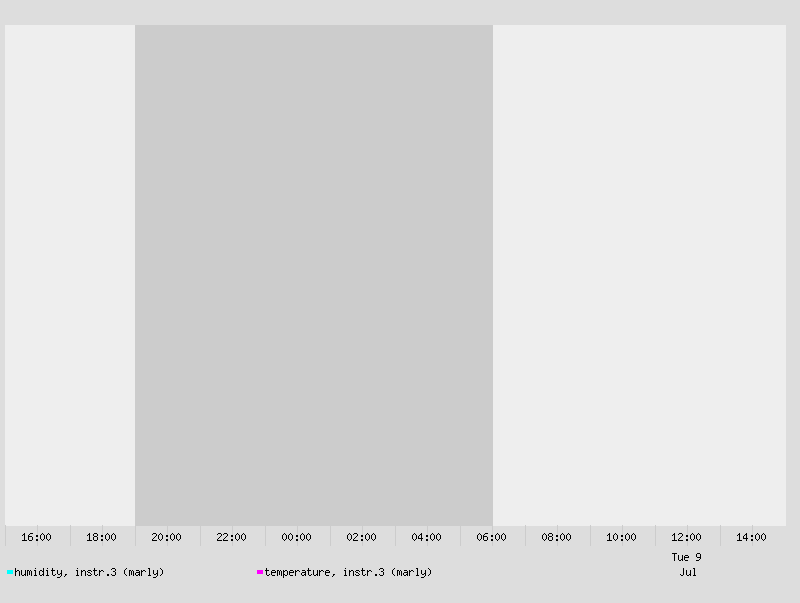 16:00 18:00 20:00 22:00 00:00 02:00 04:00 06:00 08:00 10:00 12:00 14:00
Tue 9
Jul
humidity, instr.3 (marly) temperature, instr.3 (marly)